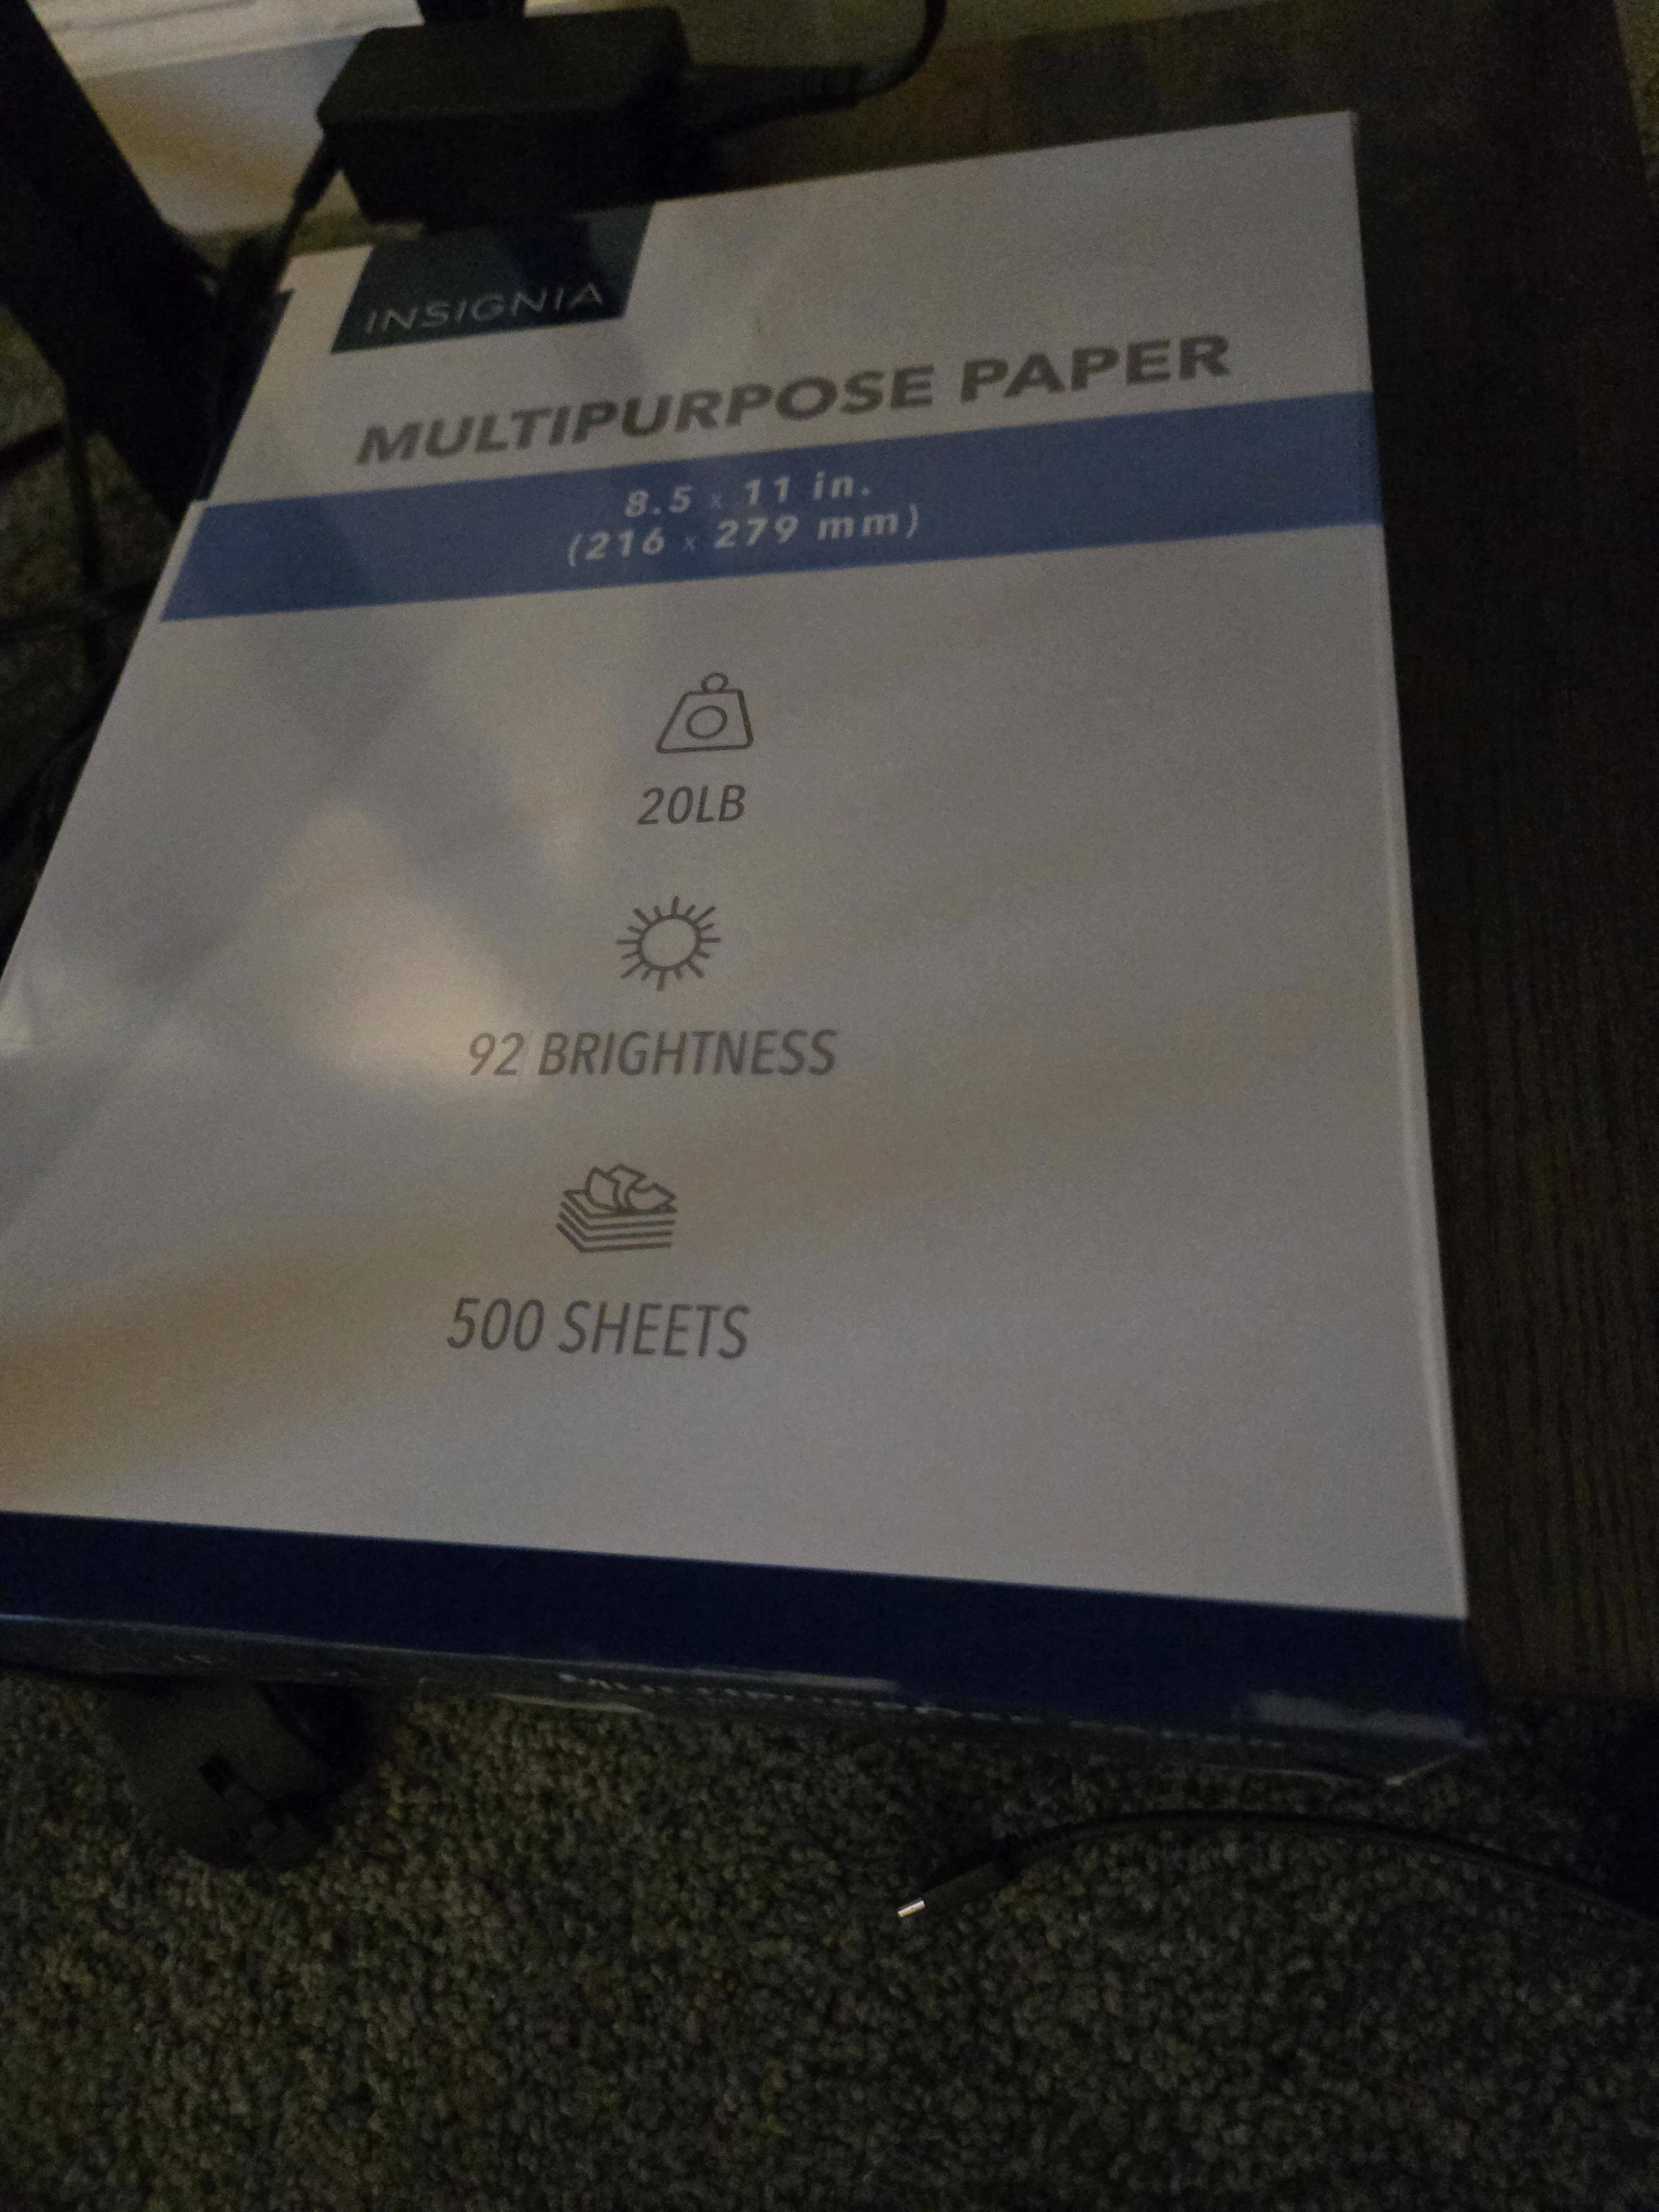 INSIGNIA
MULTIPURPOSE PAPER
8.5 x 11 in.
(216 x 279 mm)
20LB
92 BRIGHTNESS
500 SHEETS